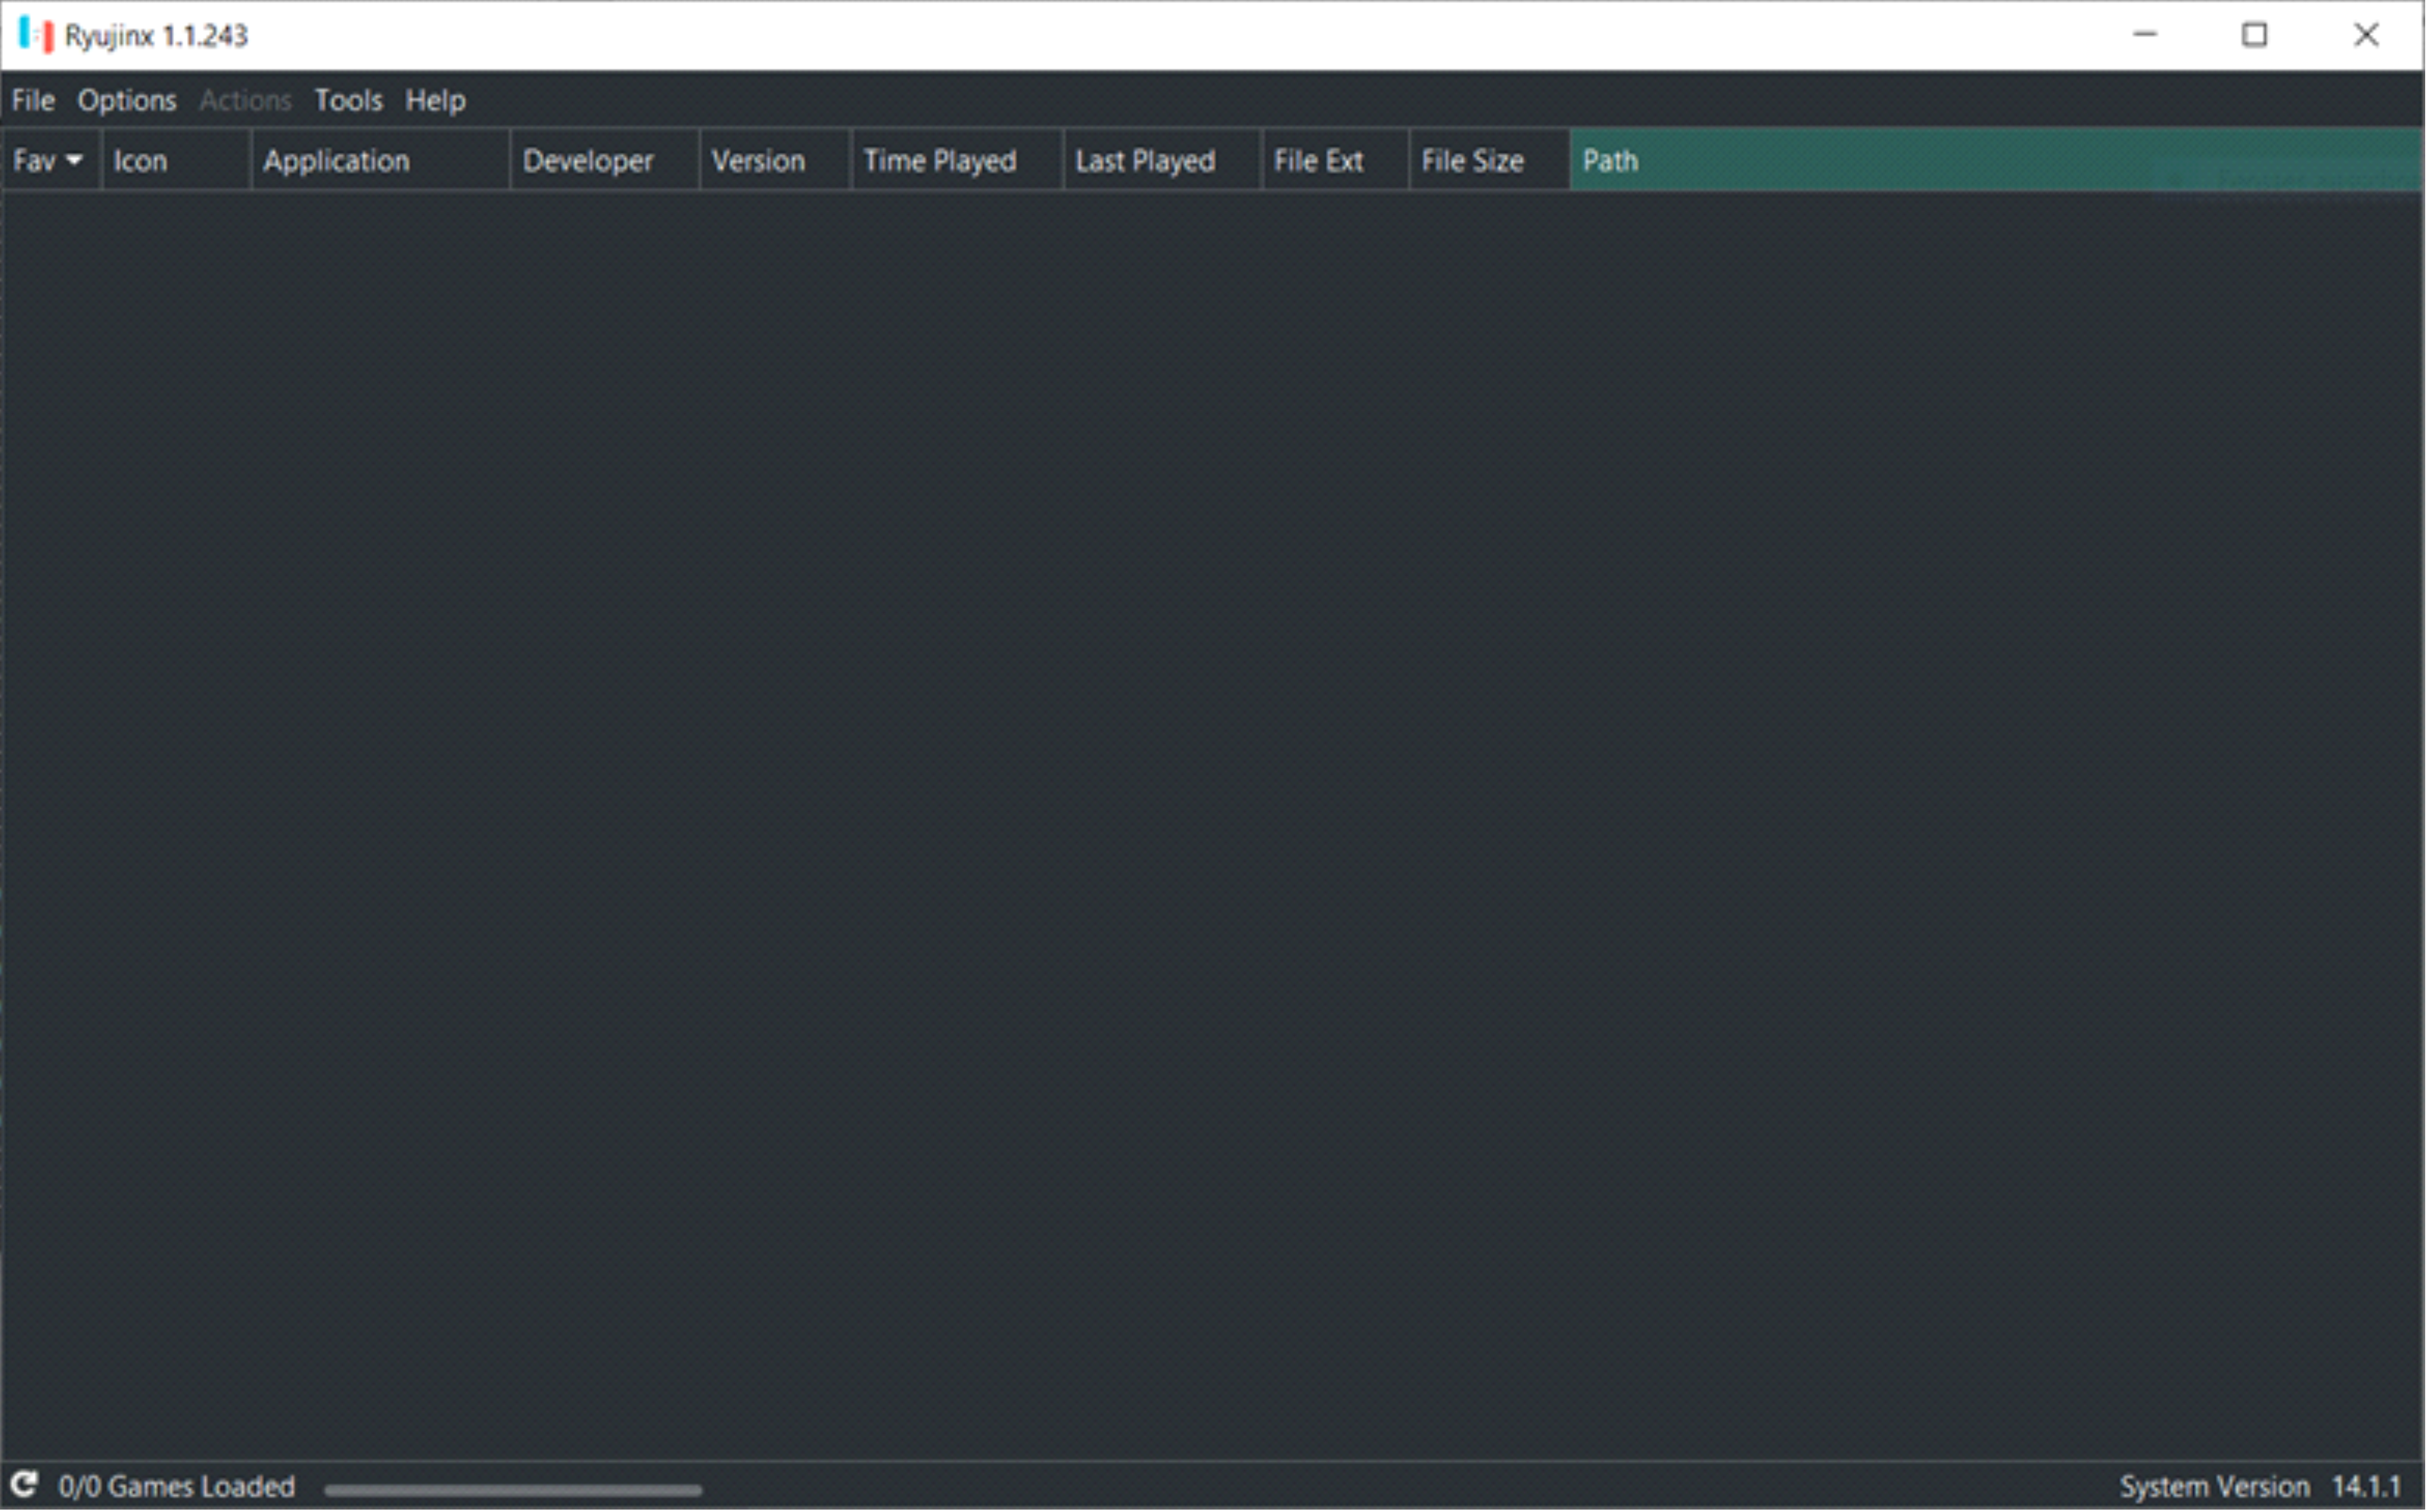 Ryujinx 1.1.243
File Options Actions Tools Help
Fav Icon Application Developer Version Time Played Last Played File Ext File Size Path
0/0 Games Loaded System Version 14.1.1